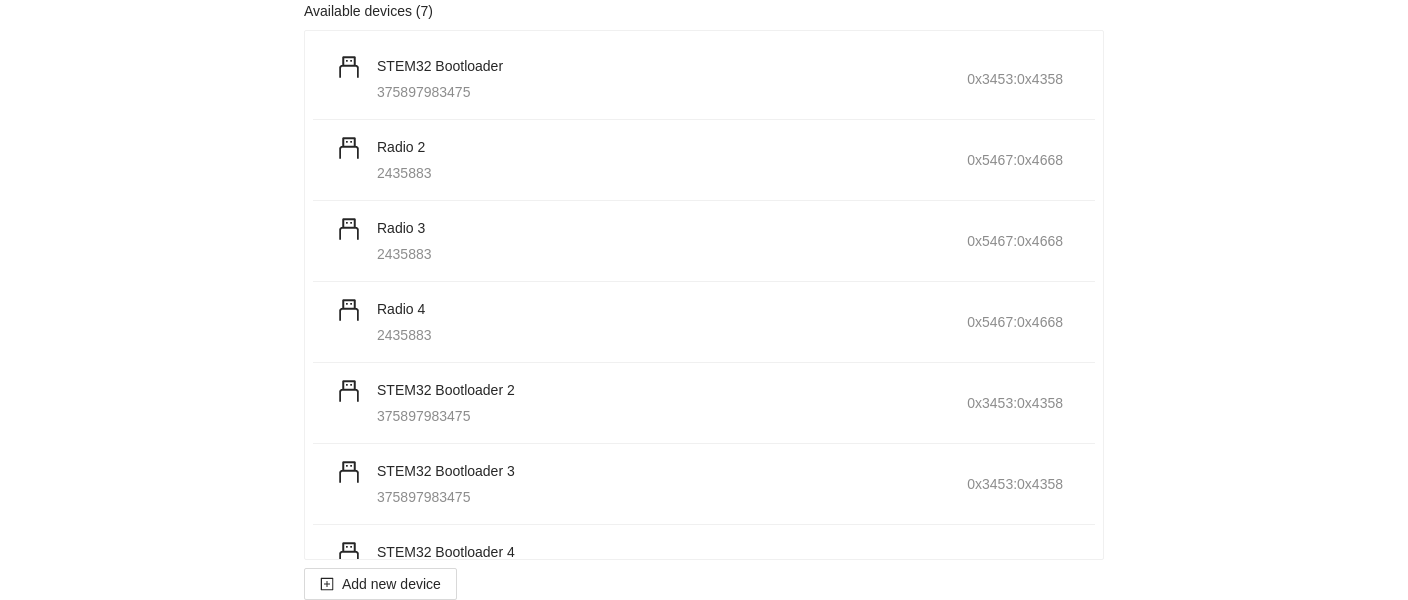 Available devices (7)
STEM32 Bootloader
375897983475
0x3453:0x4358
Radio 2
2435883
0x5467:0x4668
Radio 3
2435883
0x5467:0x4668
Radio 4
2435883
0x5467:0x4668
STEM32 Bootloader 2
375897983475
0x3453:0x4358
STEM32 Bootloader 3
375897983475
0x3453:0x4358
STEM32 Bootloader 4
Add new device